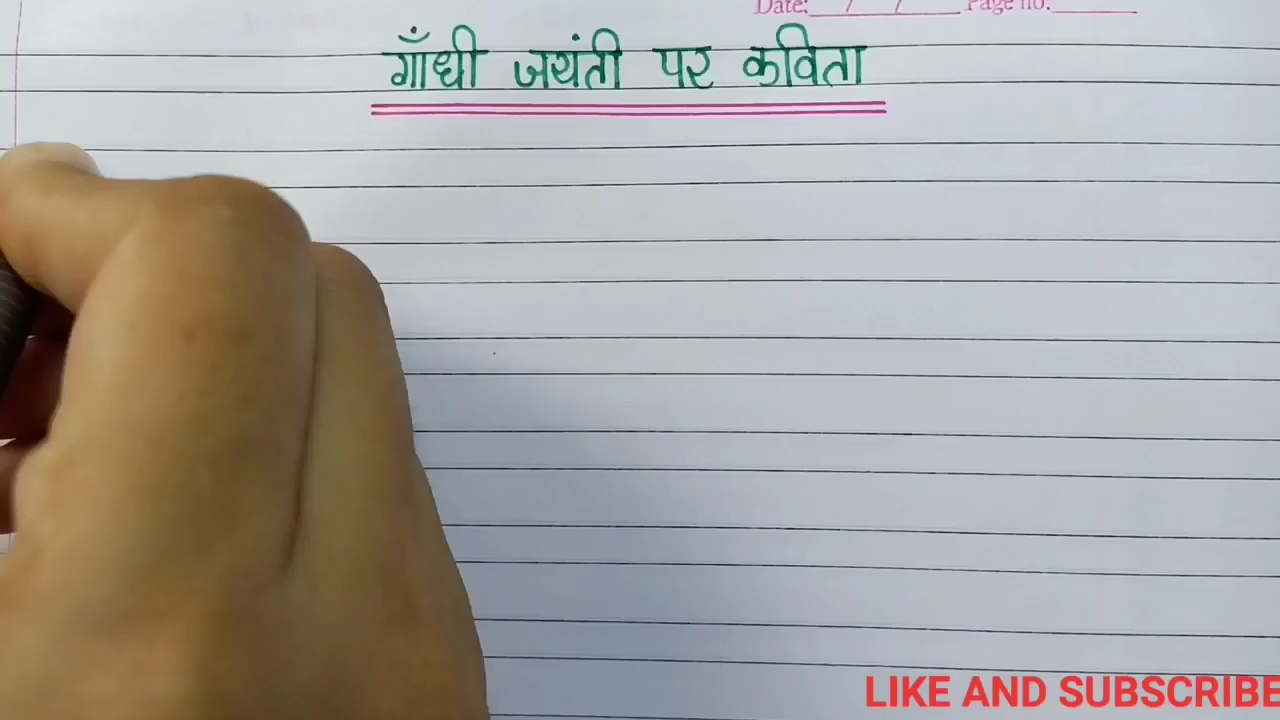 Date: / / Page no.
गाँधी जयंती पर कविता
LIKE AND SUBSCRIBE